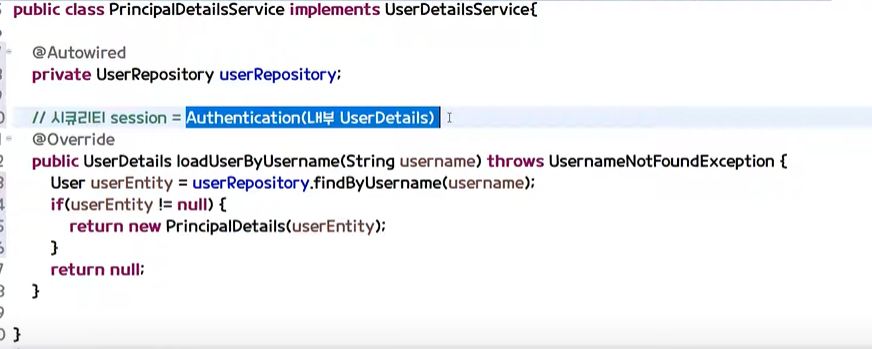 public class PrincipalDetailsService implements UserDetailsService{
@Autowired
private UserRepository userRepository;
// 시큐리티 session = Authentication(내부 UserDetails)
@Override
public UserDetails loadUserByUsername(String username) throws UsernameNotFoundException {
User userEntity = userRepository.findByUsername(username);
if(userEntity != null) {
return new PrincipalDetails(userEntity);
}
return null;
}
}